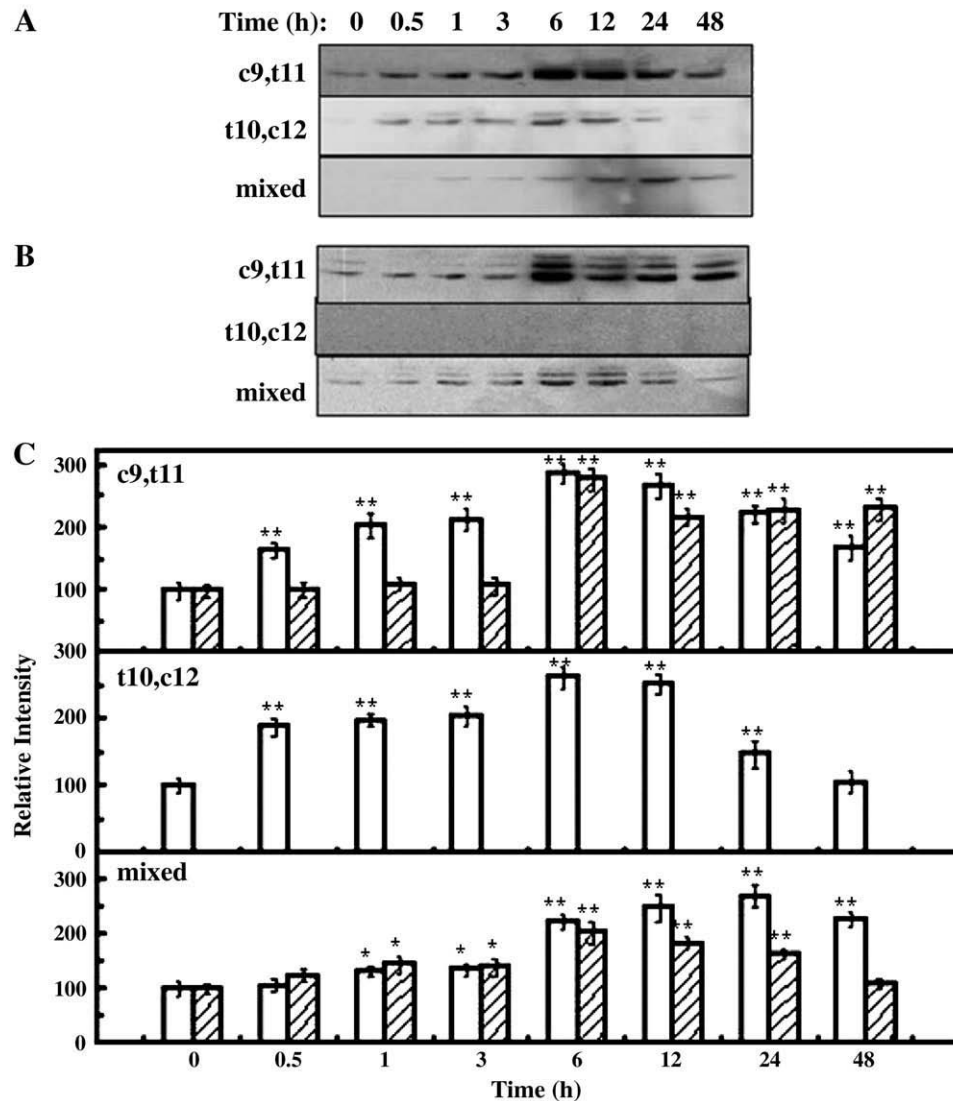 A Time (h): 0 0.5 1 3 6 12 24 48
c9,t11
t10,c12
mixed
B
c9,t11
t10,c12
mixed
C
c9,t11
300
200
100
300
** ** ** ** ** ** ** ** ** ** **
t10,c12
200
100
0
** ** ** ** ** **
mixed
300
200
100
0
* * * * ** ** ** ** ** ** **
Relative Intensity
0 0.5 1 3 6 12 24 48
Time (h)